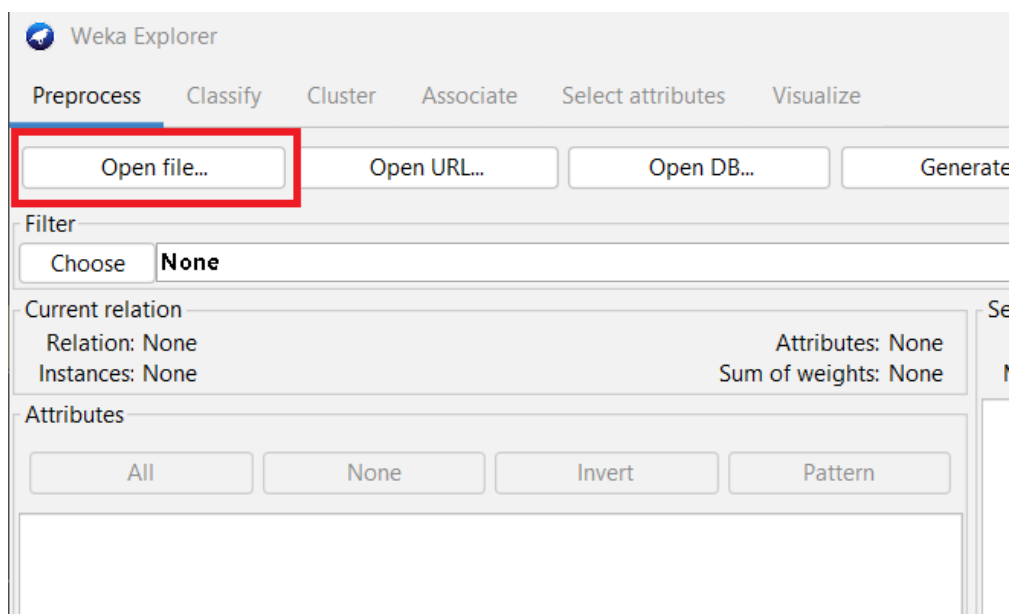 Weka Explorer
Preprocess Classify Cluster Associate Select attributes Visualize
Open file... Open URL... Open DB... Generate
Filter
Choose None
Current relation
Relation: None Attributes: None
Instances: None Sum of weights: None
Attributes
All None Invert Pattern